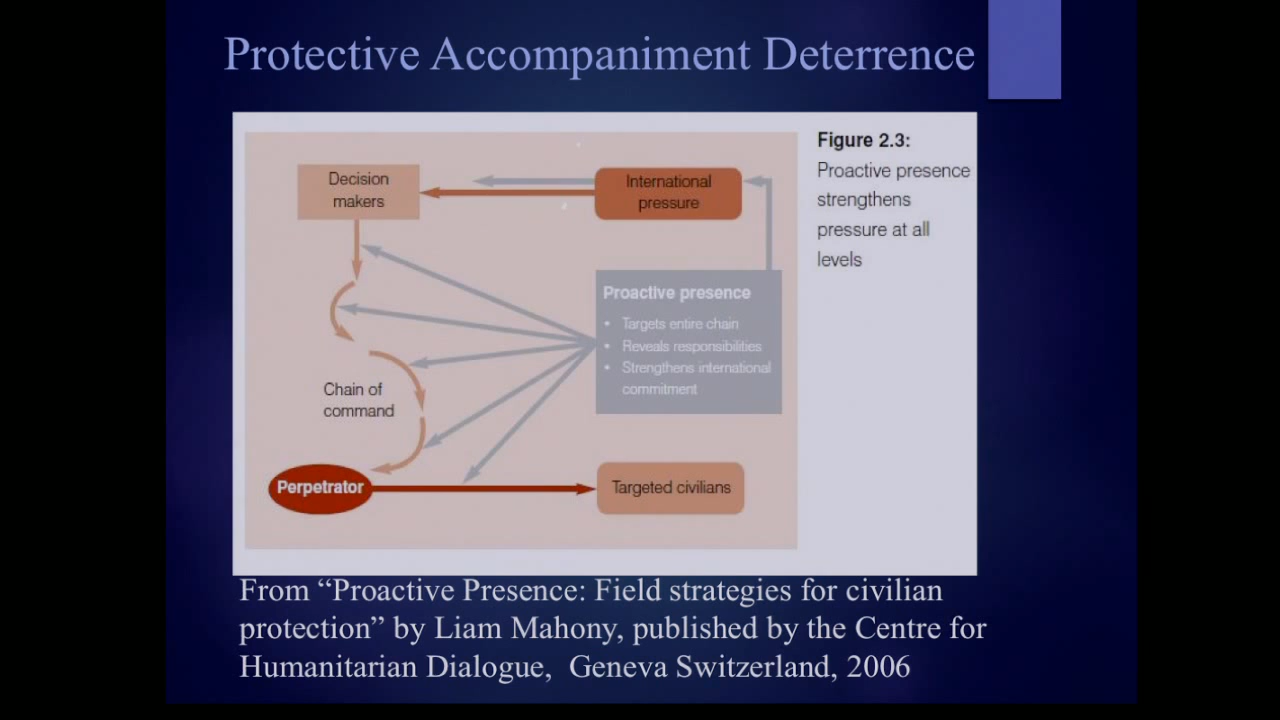 Protective Accompaniment Deterrence
Figure 2.3:
Proactive presence
strengthens
pressure at all
levels
Decision
makers
International
pressure
Proactive presence
• Targets entire chain
• Reveals responsibilities
• Strengthens international
commitment
Chain of
command
Perpetrator
Targeted civilians
From “Proactive Presence: Field strategies for civilian
protection” by Liam Mahony, published by the Centre for
Humanitarian Dialogue, Geneva Switzerland, 2006